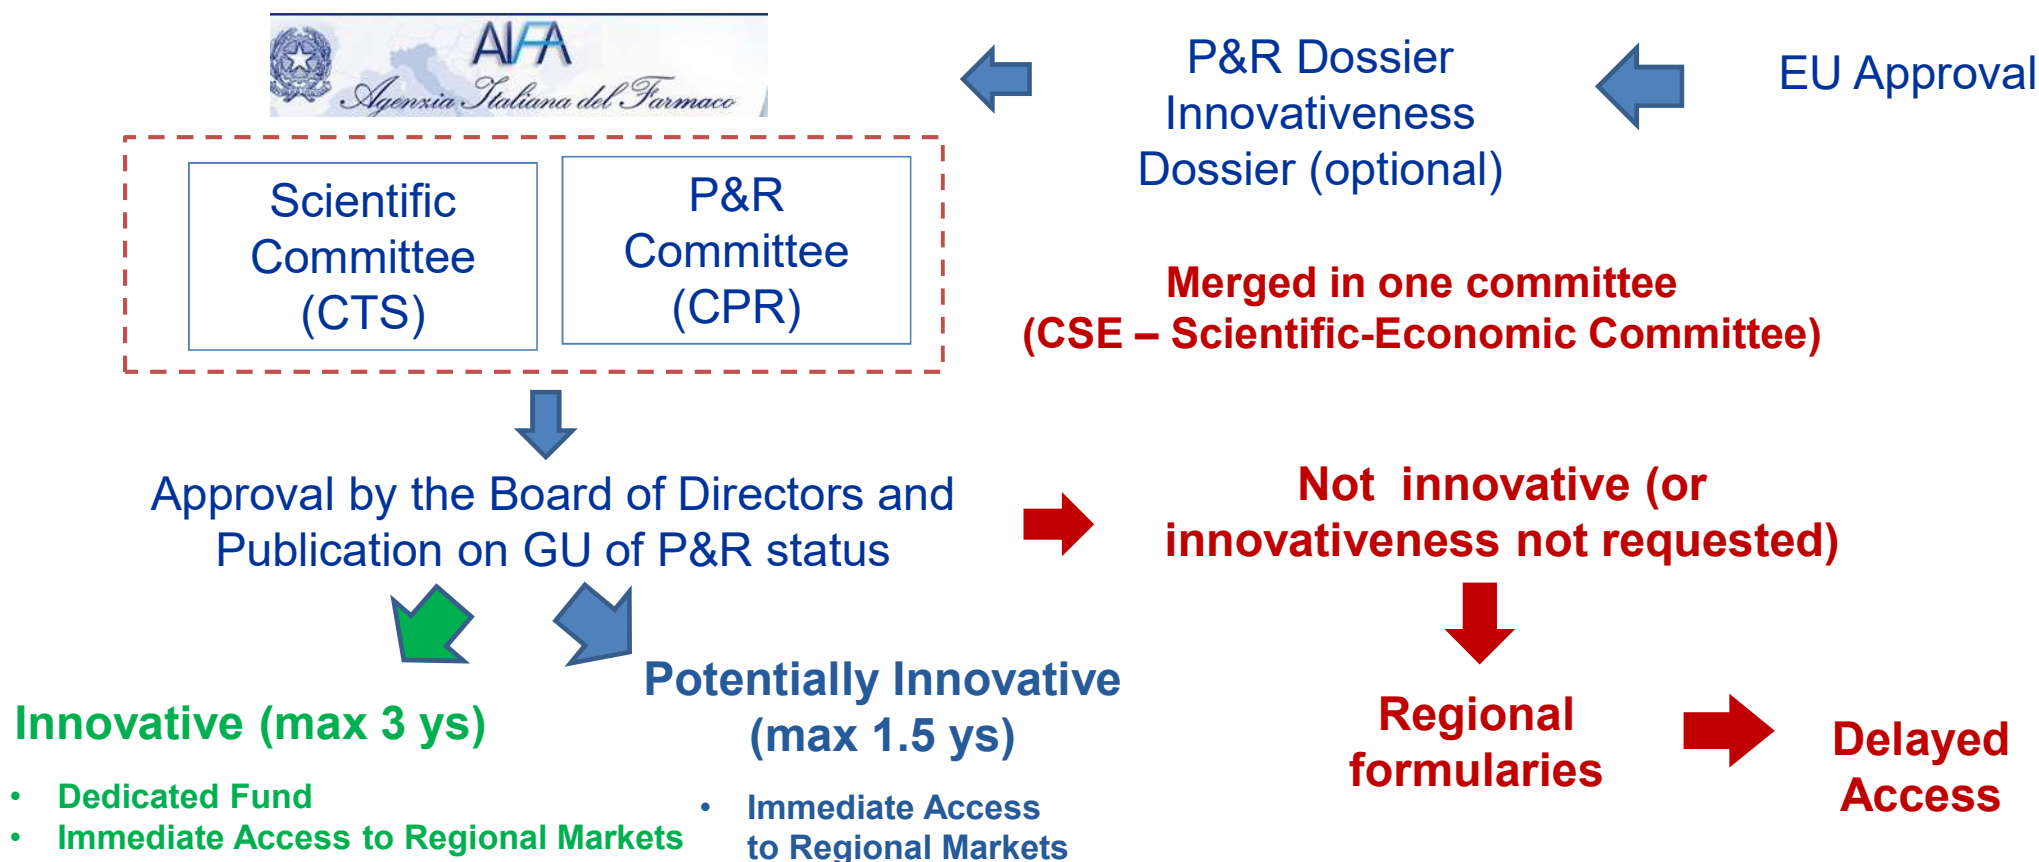 AIFA
Agenzia Italiana del Farmaco
P&R Dossier
Innovativeness
Dossier (optional)
EU Approval
Scientific
Committee
(CTS)
P&R
Committee
(CPR)
Merged in one committee
(CSE – Scientific-Economic Committee)
Approval by the Board of Directors and
Publication on GU of P&R status
Not innovative (or
innovativeness not requested)
Innovative (max 3 ys)
• Dedicated Fund
• Immediate Access to Regional Markets
Potentially Innovative
(max 1.5 ys)
• Immediate Access
to Regional Markets
Regional
formularies
Delayed
Access